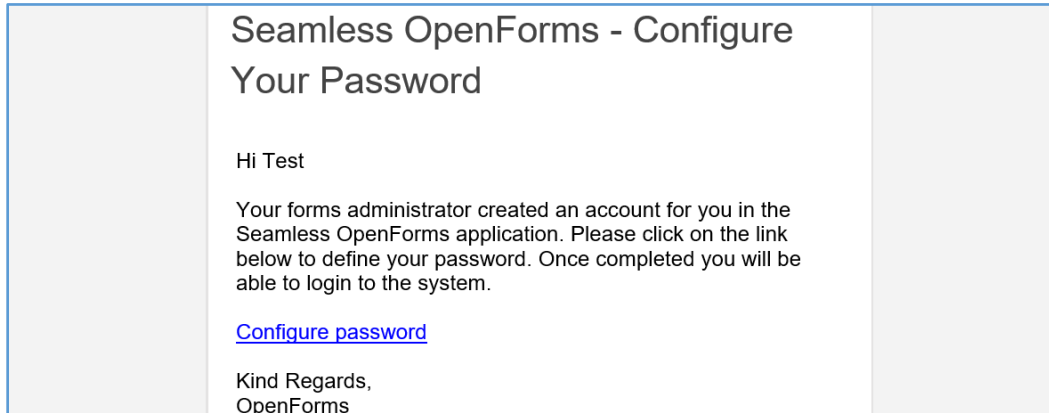 Seamless OpenForms - Configure
Your Password
Hi Test
Your forms administrator created an account for you in the
Seamless OpenForms application. Please click on the link
below to define your password. Once completed you will be
able to login to the system.
Configure password
Kind Regards,
OpenForms